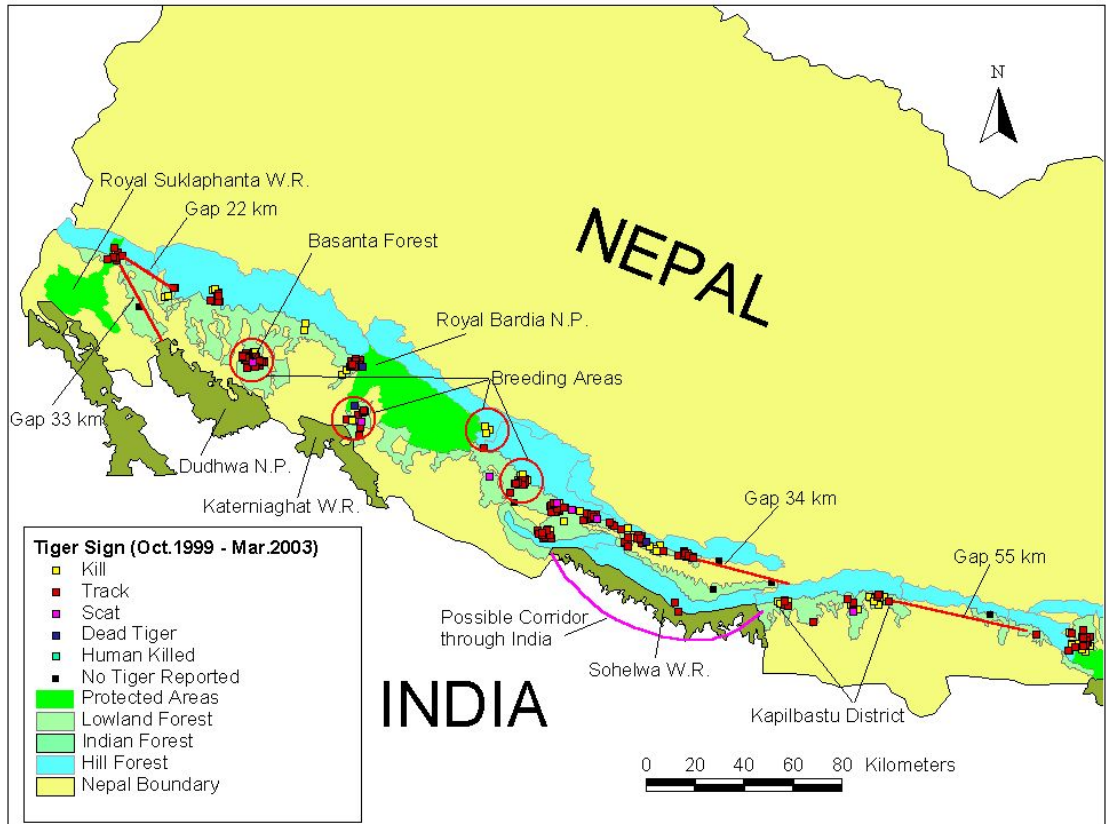 N
Royal Suklaphanta W.R.
Gap 22 km
Basanta Forest
NEPAL
Royal Bardia N.P.
Breeding Areas
Gap 33 km
Dudhwa N.P.
Katerniaghat W.R.
Gap 34 km
Gap 55 km
Possible Corridor
through India
Sohelwa W.R.
Kapilbastu District
INDIA
Tiger Sign (Oct.1999 - Mar.2003)
Kill
Track
Scat
Dead Tiger
Human Killed
No Tiger Reported
Protected Areas
Lowland Forest
Indian Forest
Hill Forest
Nepal Boundary
0 20 40 60 80 Kilometers